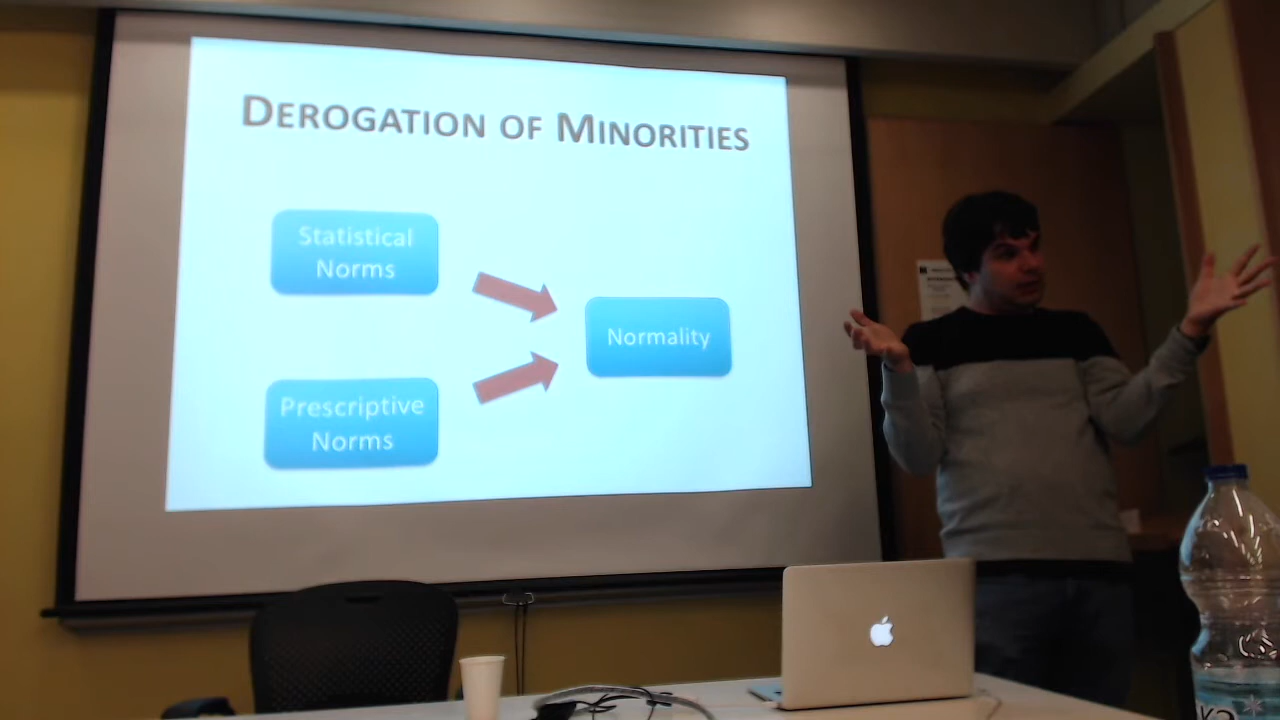 DEROGATION OF MINORITIES
Statistical
Norms
Normality
Prescriptive
Norms